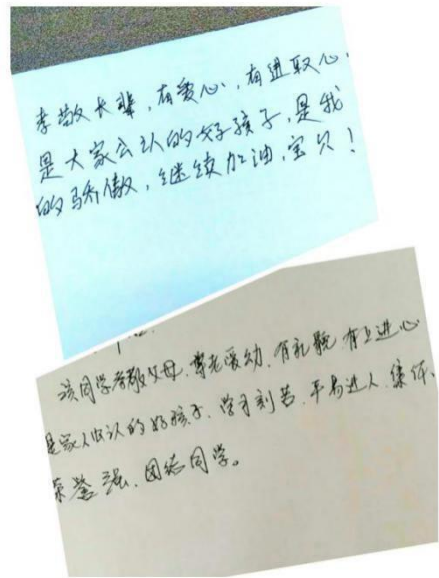 孝敬长辈，有爱心，有进取心，
是大家公认的好孩子，是我
的骄傲，继续加油，宝贝！
该同学孝敬父母，尊老爱幼，有礼貌，有上进心
是家人公认的好孩子，学习刻苦，平易近人，集体
荣誉强，团结同学。